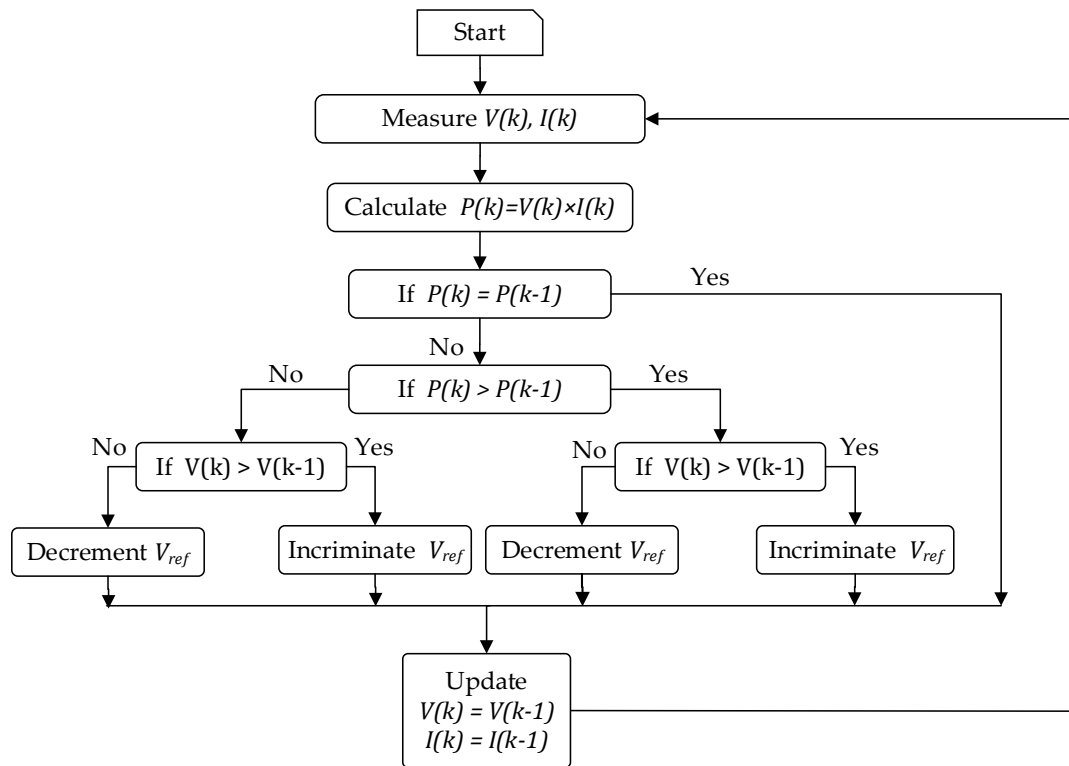 Start
Measure V(k), I(k)
Calculate P(k)=V(k)×I(k)
If P(k) = P(k-1)
Yes
No
If P(k) > P(k-1)
No
Yes
If V(k) > V(k-1)
No
Yes
If V(k) > V(k-1)
No
Yes
Decrement Vref
Incriminate Vref
Decrement Vref
Incriminate Vref
Update
V(k) = V(k-1)
I(k) = I(k-1)